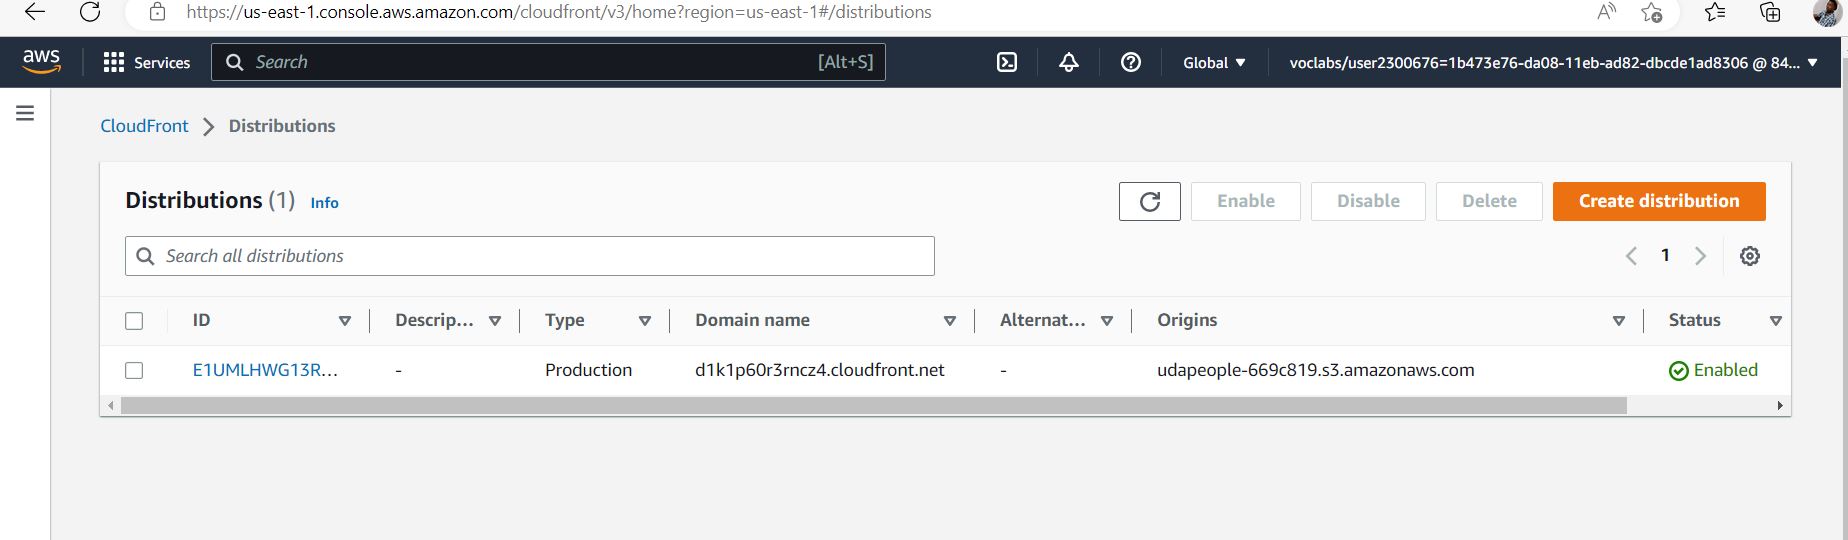 https://us-east-1.console.aws.amazon.com/cloudfront/v3/home?region=us-east-1#/distributions
aws Services Search [Alt+S] Global voclabs/user2300676=1b473e76-da08-11eb-ad82-dbcde1ad8306 @ 84...
CloudFront Distributions
Distributions (1) Info Enable Disable Delete Create distribution
Search all distributions 1
ID Descrip... Type Domain name Alternat... Origins Status
E1UMLHWG13R... - Production d1k1p60r3rncz4.cloudfront.net - udapeople-669c819.s3.amazonaws.com Enabled